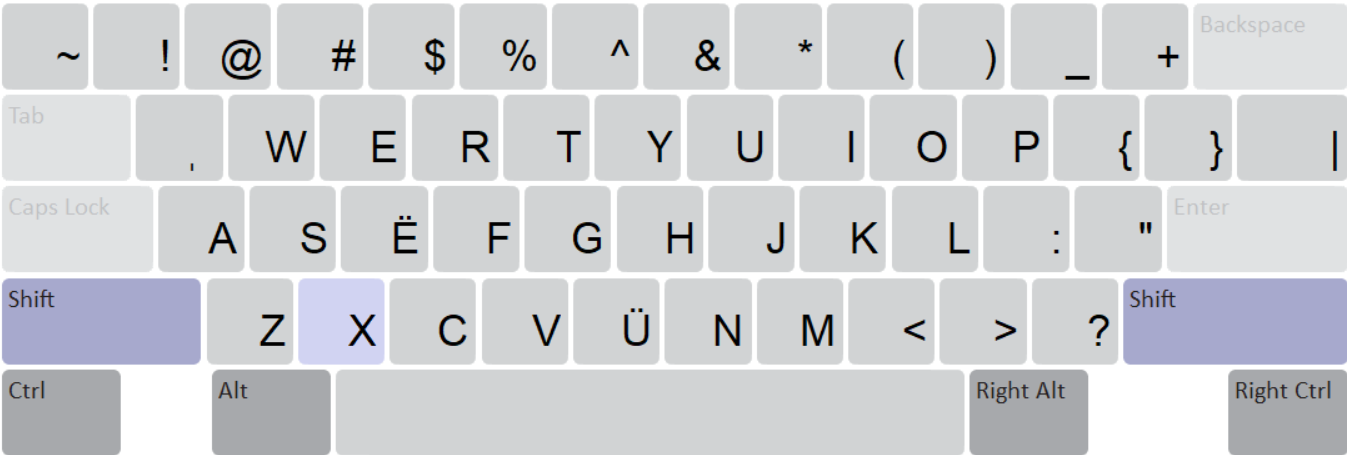 ~ ! @ # $ % ^ & * ( ) _ + Backspace
Tab ˌ W E R T Y U I O P { } |
Caps Lock A S Ë F G H J K L : " Enter
Shift Z X C V Ü N M < > ? Shift
Ctrl Alt Right Alt Right Ctrl